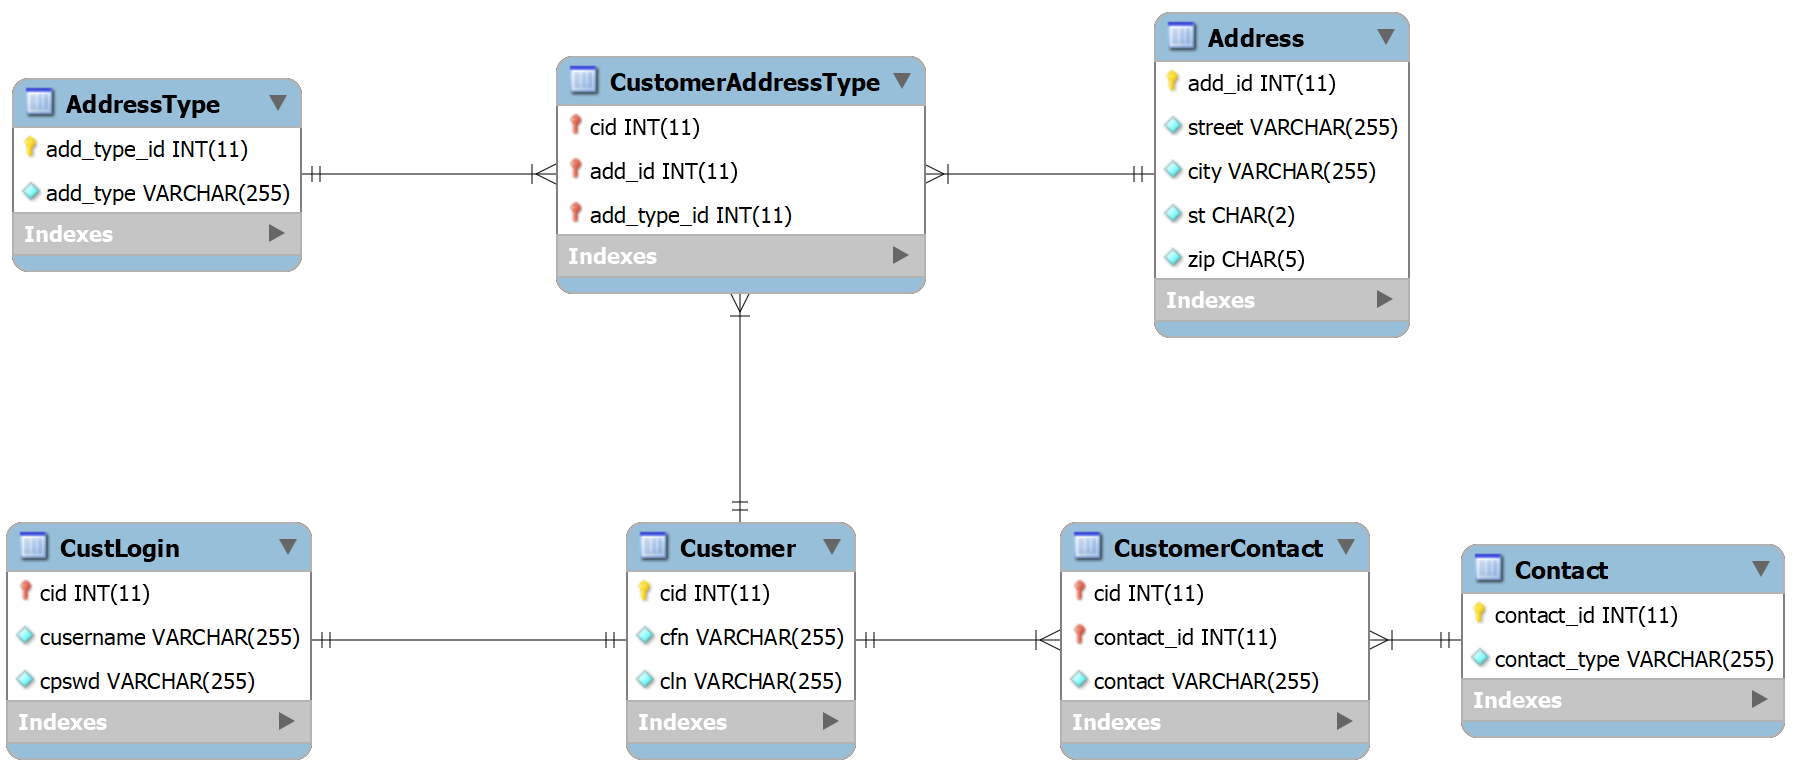 AddressType
add_type_id INT(11)
add_type VARCHAR(255)
Indexes
CustomerAddressType
cid INT(11)
add_id INT(11)
add_type_id INT(11)
Indexes
Address
add_id INT(11)
street VARCHAR(255)
city VARCHAR(255)
st CHAR(2)
zip CHAR(5)
Indexes
CustLogin
cid INT(11)
cusername VARCHAR(255)
cpswd VARCHAR(255)
Indexes
Customer
cid INT(11)
cfn VARCHAR(255)
cln VARCHAR(255)
Indexes
CustomerContact
cid INT(11)
contact_id INT(11)
contact VARCHAR(255)
Indexes
Contact
contact_id INT(11)
contact_type VARCHAR(255)
Indexes